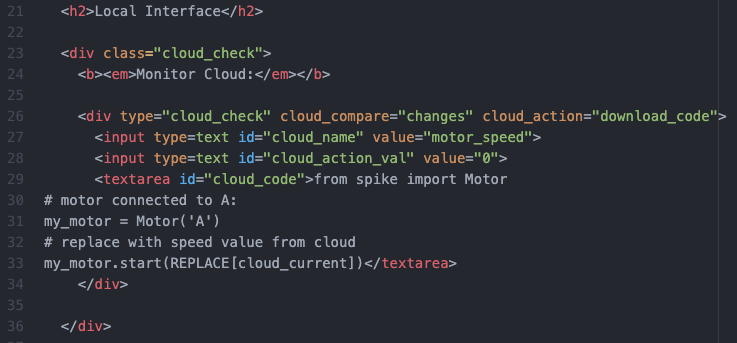 21 <h2>Local Interface</h2>
22
23 <div class="cloud_check">
24 <b><em>Monitor Cloud:</em></b>
25
26 <div type="cloud_check" cloud_compare="changes" cloud_action="download_code">
27 <input type=text id="cloud_name" value="motor_speed">
28 <input type=text id="cloud_action_val" value="0">
29 <textarea id="cloud_code">from spike import Motor
30 # motor connected to A:
31 my_motor = Motor('A')
32 # replace with speed value from cloud
33 my_motor.start(REPLACE[cloud_current])</textarea>
34 </div>
35
36 </div>